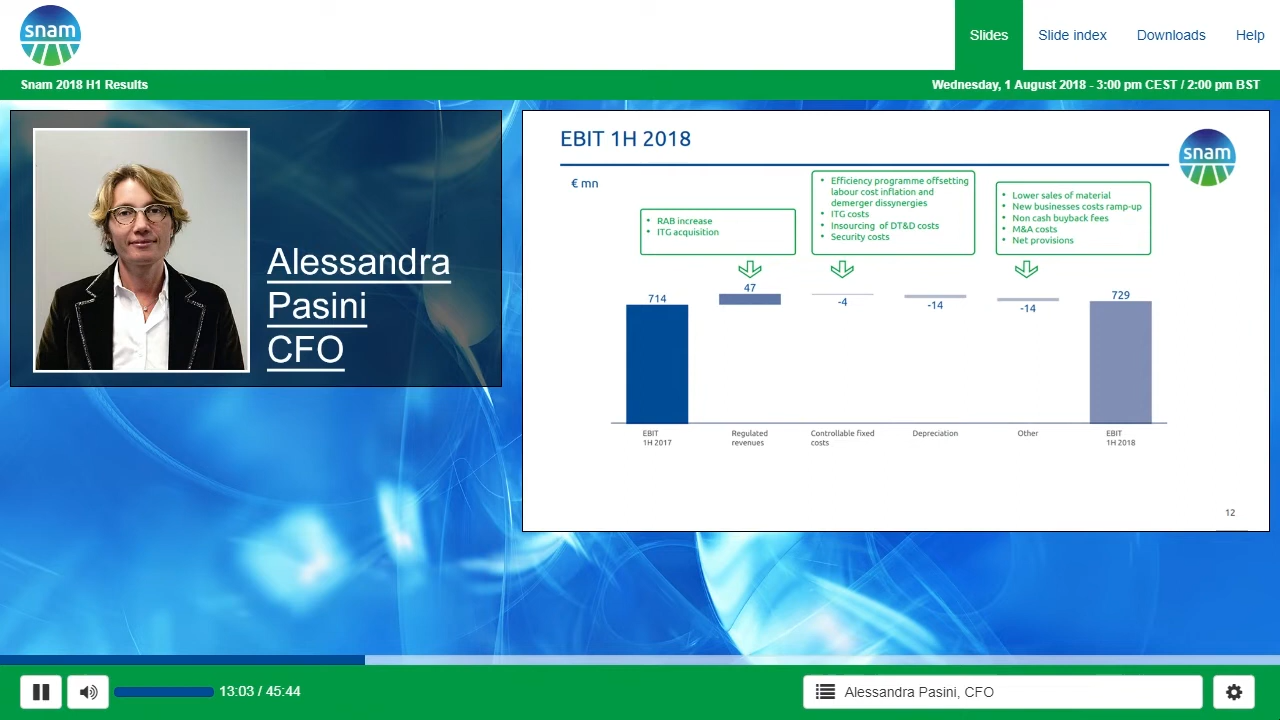 snam
Slides
Slide index
Downloads
Help
Snam 2018 H1 Results
Wednesday, 1 August 2018 - 3:00 pm CEST / 2:00 pm BST
Alessandra
Pasini
CFO
EBIT 1H 2018
snam
€ mn
• RAB increase
• ITG acquisition
• Efficiency programme offsetting
labour cost inflation and
demerger dissynergies
• ITG costs
• Insourcing of DT&D costs
• Security costs
• Lower sales of material
• New businesses costs ramp-up
• Non cash buyback fees
• M&A costs
• Net provisions
714
47
-4
-14
-14
729
EBIT
1H 2017
Regulated
revenues
Controllable fixed
costs
Depreciation
Other
EBIT
1H 2018
12
13:03 / 45:44
Alessandra Pasini, CFO